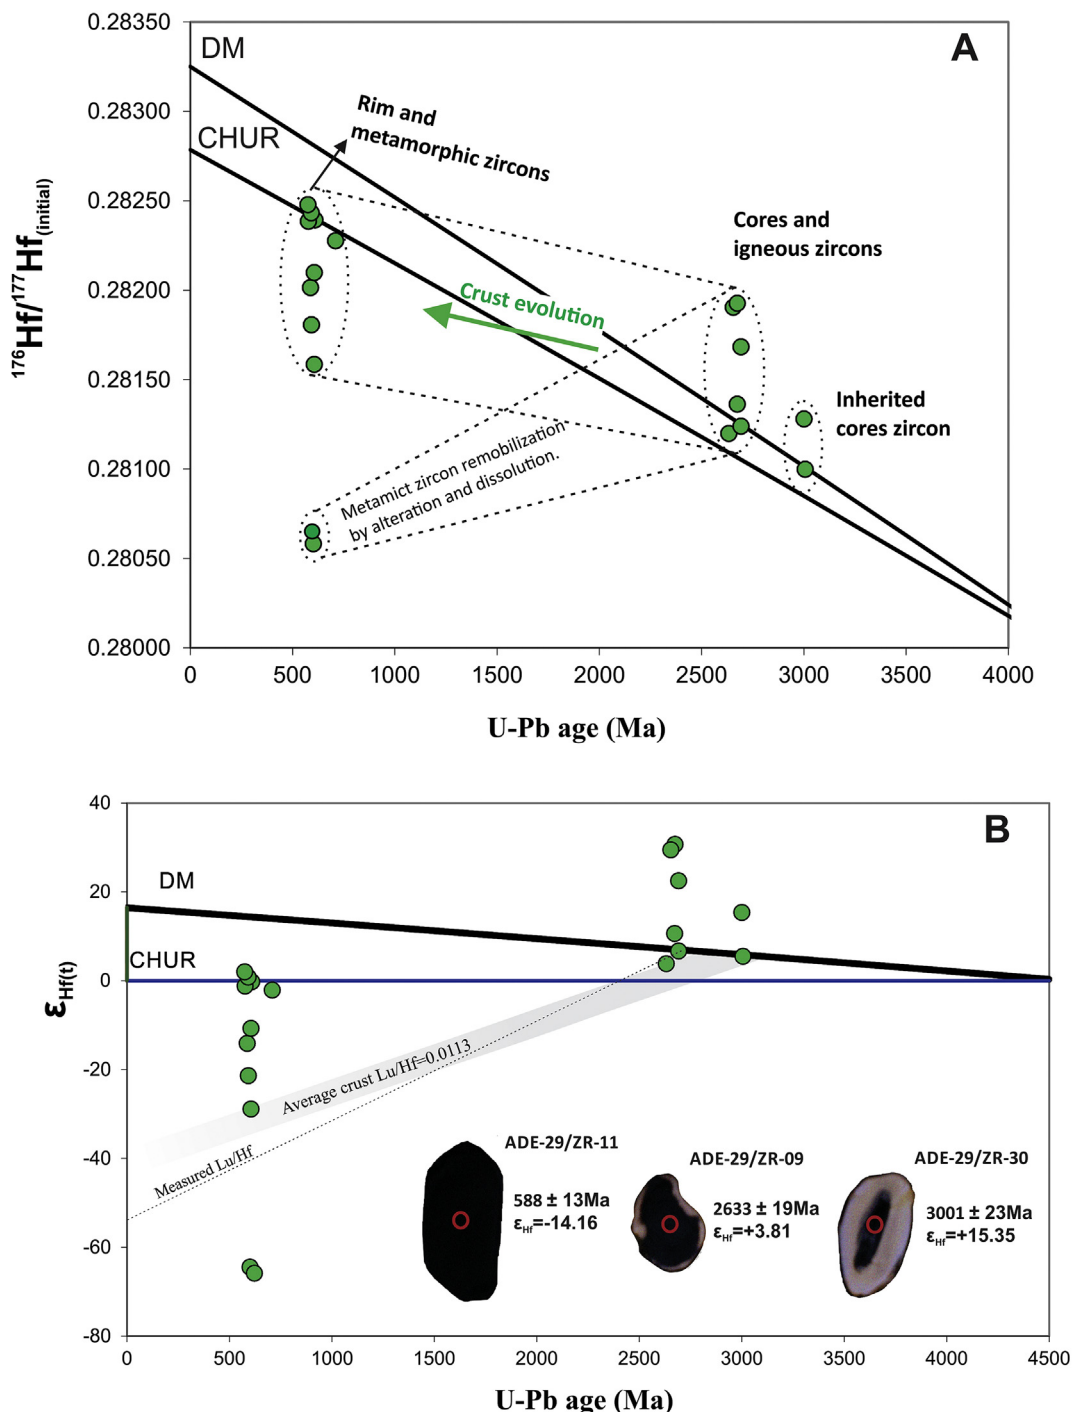 A
DM
CHUR
Rim and
metamorphic zircons
Cores and
igneous zircons
Crust evolution
Inherited
cores zircon
Metamict zircon remobilization
by alteration and dissolution.
¹⁷⁶Hf/¹⁷⁷Hf(initial)
0.28350
0.28300
0.28250
0.28200
0.28150
0.28100
0.28050
0.28000
0 500 1000 1500 2000 2500 3000 3500 4000
U-Pb age (Ma)
B
DM
CHUR
εHf(t)
40
20
0
-20
-40
-60
-80
Average crust Lu/Hf=0.0113
Measured Lu/Hf
ADE-29/ZR-11
588 ± 13Ma
εHf=-14.16
ADE-29/ZR-09
2633 ± 19Ma
εHf=+3.81
ADE-29/ZR-30
3001 ± 23Ma
εHf=+15.35
0 500 1000 1500 2000 2500 3000 3500 4000 4500
U-Pb age (Ma)